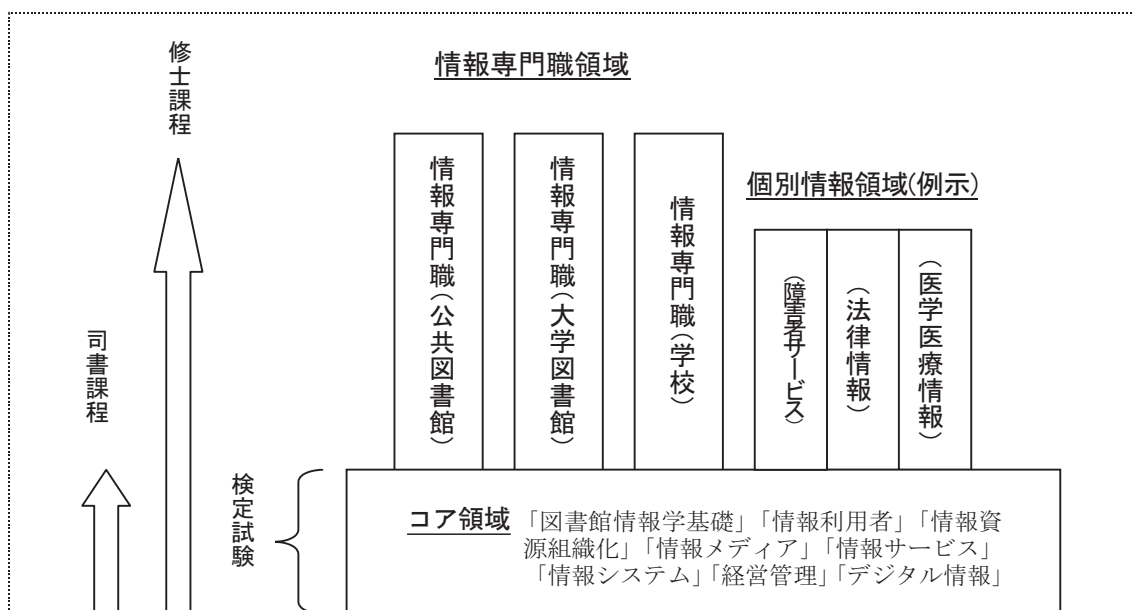 修士課程
司書課程
検定試験
情報専門職領域
情報専門職(公共図書館)
情報専門職(大学図書館)
情報専門職(学校)
個別情報領域(例示)
(障害者サービス)
(法律情報)
(医学医療情報)
コア領域 「図書館情報学基礎」「情報利用者」「情報資
源組織化」「情報メディア」「情報サービス」
「情報システム」「経営管理」「デジタル情報」